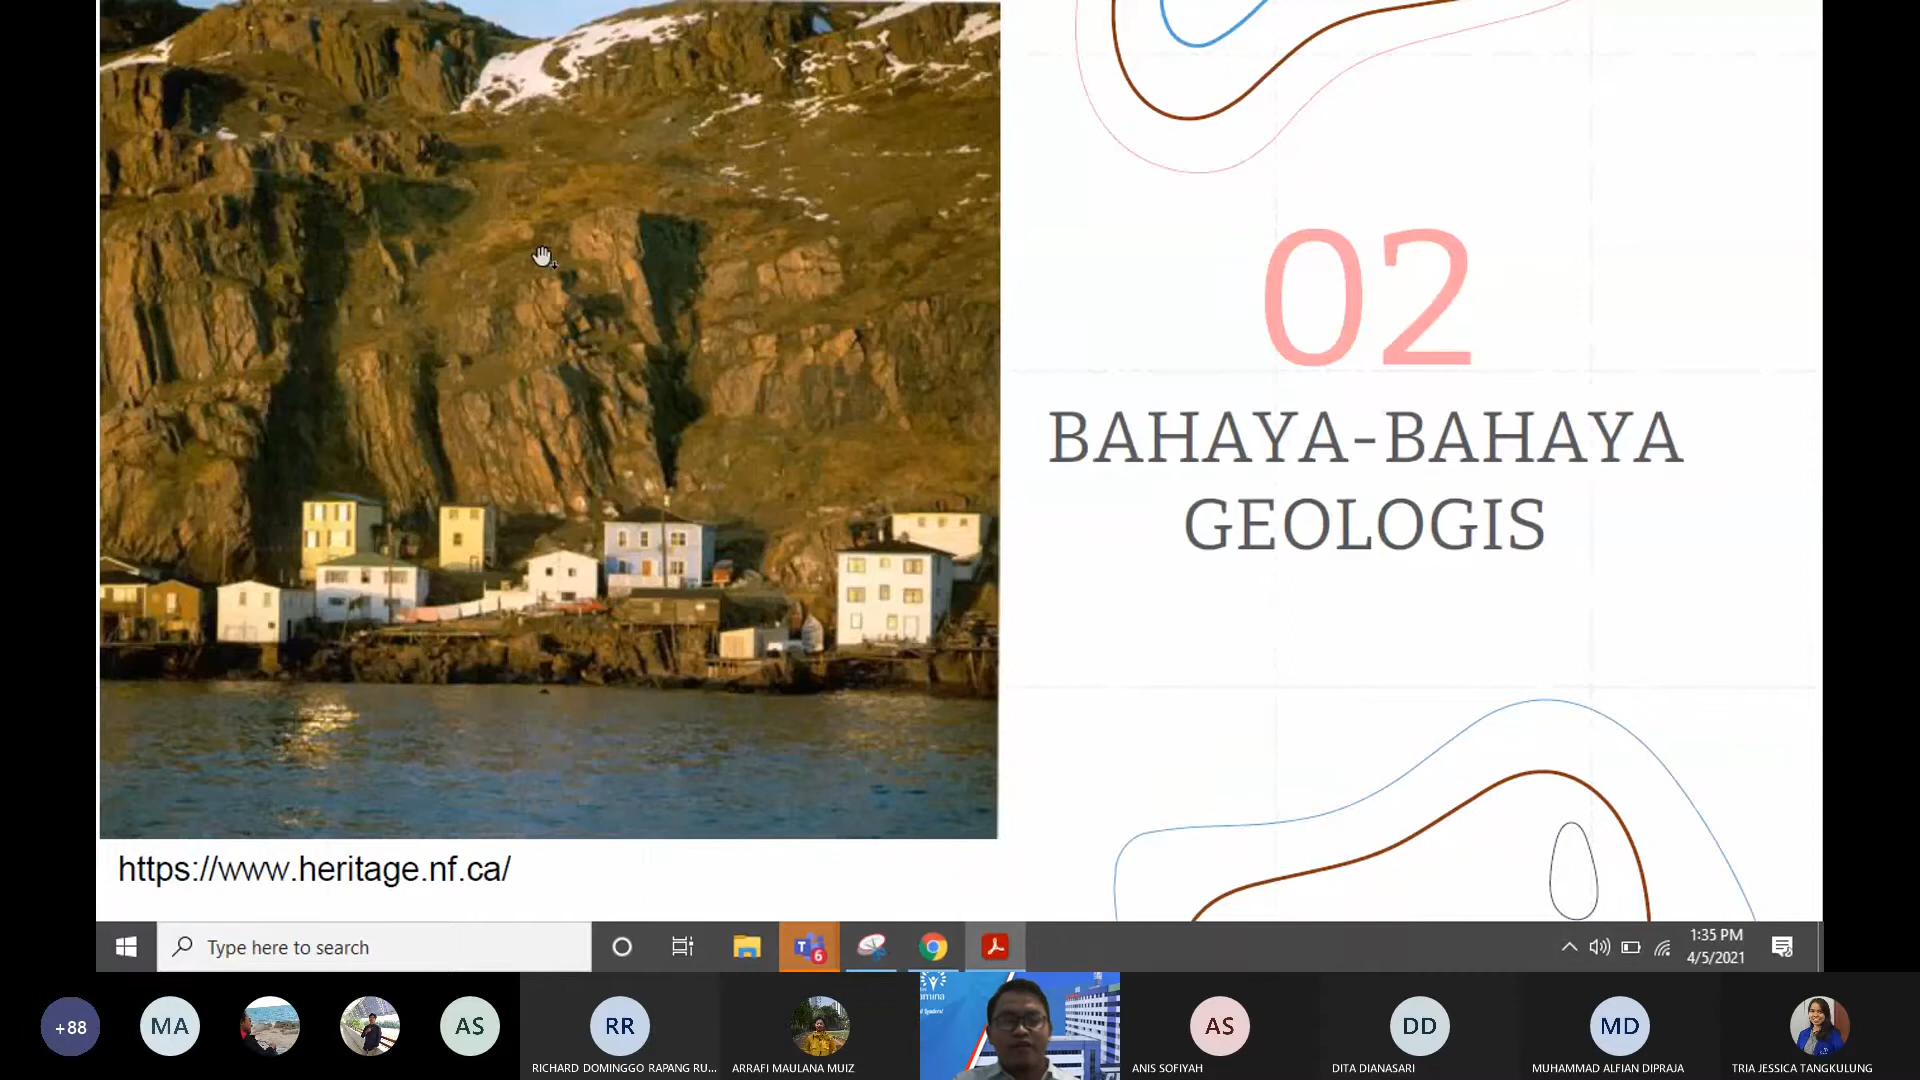 02
BAHAYA-BAHAYA
GEOLOGIS
https://www.heritage.nf.ca/
Type here to search
6
1:35 PM
4/5/2021
+88
MA
AS
RR
RICHARD DOMINGGO RAPANG RU...
ARRAFI MAULANA MUIZ
AS
ANIS SOFIYAH
DD
DITA DIANASARI
MD
MUHAMMAD ALFIAN DIPRAJA
TRIA JESSICA TANGKULUNG